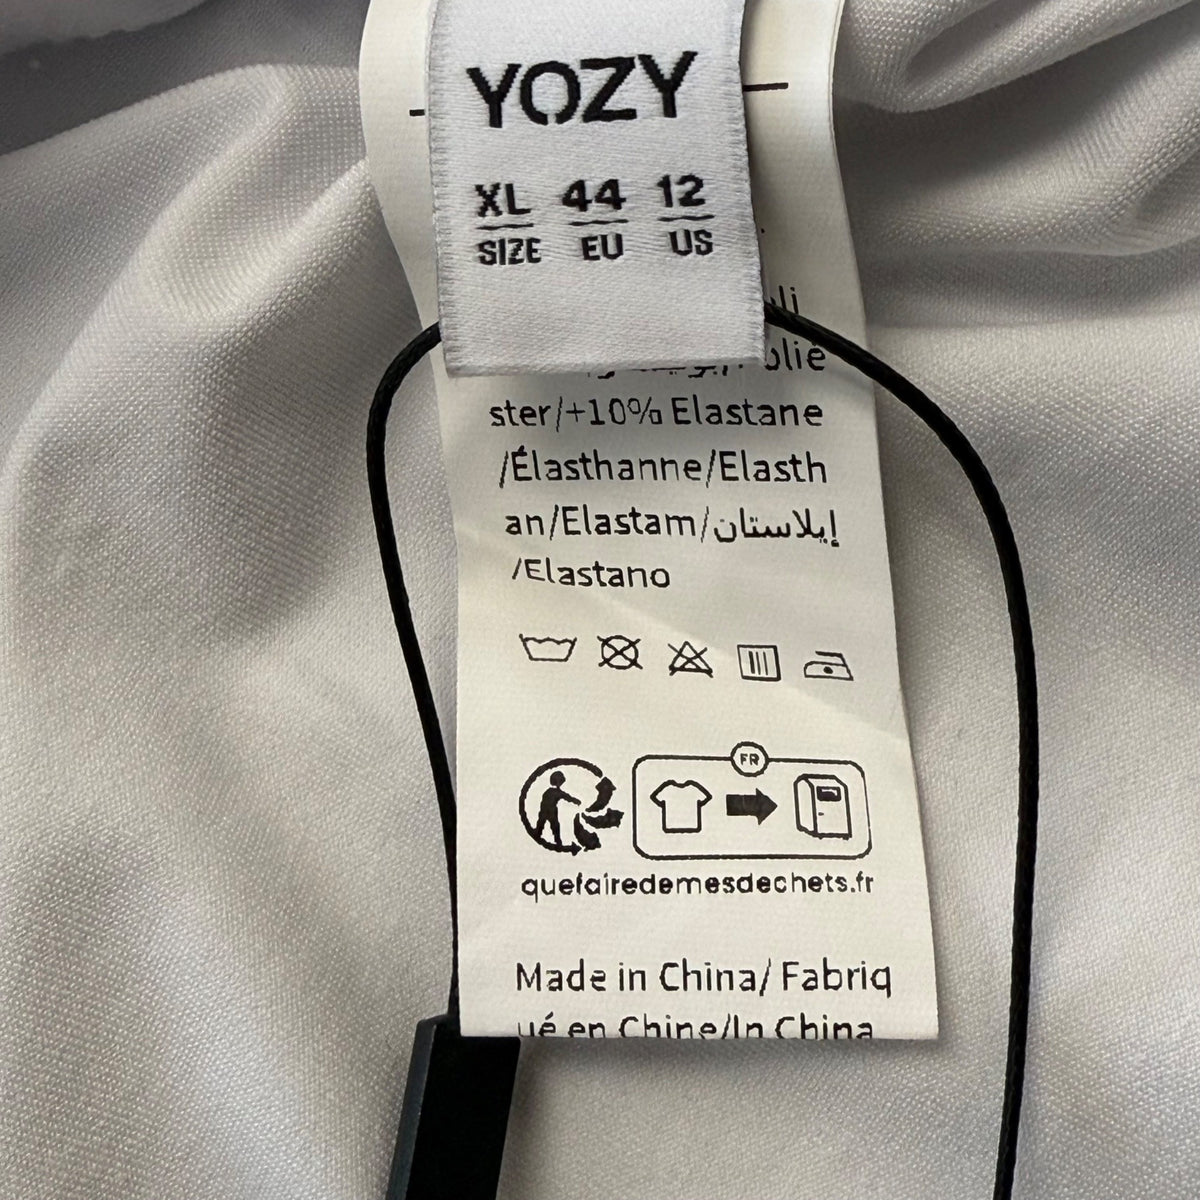 YOZY
XL 44 12
SIZE EU US
ster/+10% Elastane
/Élasthanne/Elasth
an/Elastam/إيلاستان
/Elastano
FR
quefairedemesdechets.fr
Made in China/ Fabriq
ué en Chine/In China